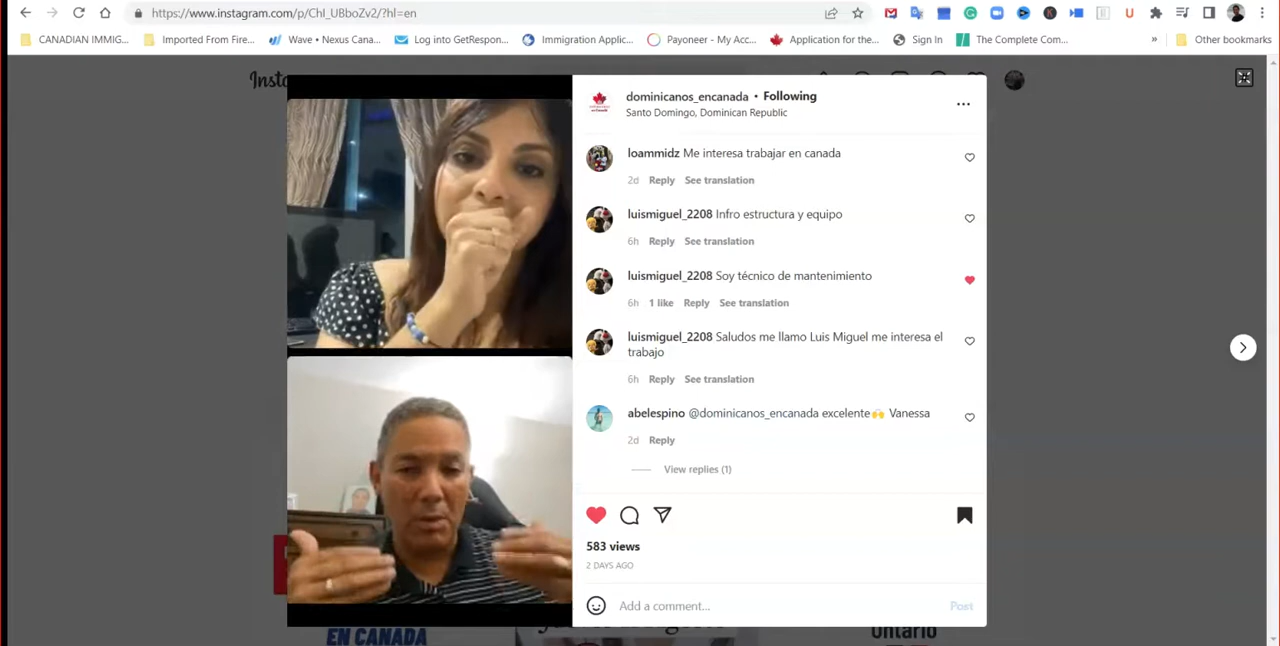 https://www.instagram.com/p/ChI_UBboZv2/?hl=en
CANADIAN IMMIG...
Imported From Fire...
Wave • Nexus Cana...
Log into GetRespon...
Immigration Applic...
Payoneer - My Acc...
Application for the...
Sign In
The Complete Com...
»
Other bookmarks
dominicanos_encanada • Following
Santo Domingo, Dominican Republic
loammidz Me interesa trabajar en canada
2d Reply See translation
luismiguel_2208 Infro estructura y equipo
6h Reply See translation
luismiguel_2208 Soy técnico de mantenimiento
6h 1 like Reply See translation
luismiguel_2208 Saludos me llamo Luis Miguel me interesa el
trabajo
6h Reply See translation
abelespino @dominicanos_encanada excelente🙌 Vanessa
2d Reply
View replies (1)
583 views
2 DAYS AGO
Add a comment...
Post
EN CANADA
Ontario